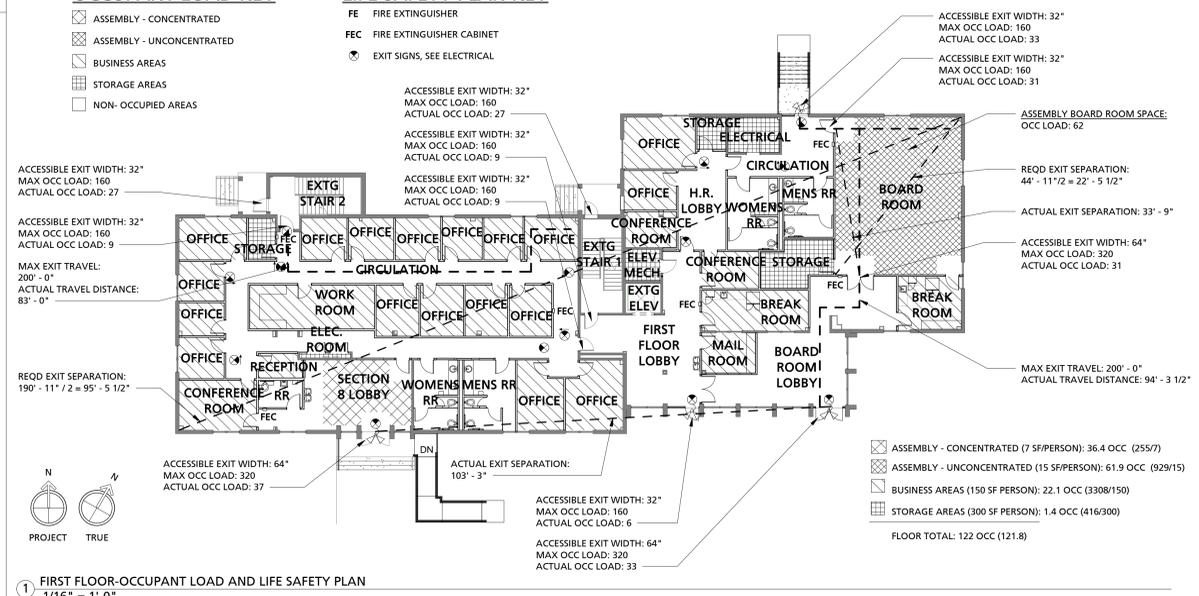 OCCUPANT LOAD KEY
LIFE SAFETY PLAN KEY
ASSEMBLY - CONCENTRATED
ASSEMBLY - UNCONCENTRATED
BUSINESS AREAS
STORAGE AREAS
NON- OCCUPIED AREAS
FE FIRE EXTINGUISHER
FEC FIRE EXTINGUISHER CABINET
EXIT SIGNS, SEE ELECTRICAL
ACCESSIBLE EXIT WIDTH: 32"
MAX OCC LOAD: 160
ACTUAL OCC LOAD: 27
ACCESSIBLE EXIT WIDTH: 32"
MAX OCC LOAD: 160
ACTUAL OCC LOAD: 9
ACCESSIBLE EXIT WIDTH: 32"
MAX OCC LOAD: 160
ACTUAL OCC LOAD: 9
ACCESSIBLE EXIT WIDTH: 32"
MAX OCC LOAD: 160
ACTUAL OCC LOAD: 33
ACCESSIBLE EXIT WIDTH: 32"
MAX OCC LOAD: 160
ACTUAL OCC LOAD: 31
ASSEMBLY BOARD ROOM SPACE:
OCC LOAD: 62
REQD EXIT SEPARATION:
44' - 11"/2 = 22' - 5 1/2"
ACTUAL EXIT SEPARATION: 33' - 9"
ACCESSIBLE EXIT WIDTH: 64"
MAX OCC LOAD: 320
ACTUAL OCC LOAD: 31
MAX EXIT TRAVEL: 200' - 0"
ACTUAL TRAVEL DISTANCE: 94' - 3 1/2"
ACCESSIBLE EXIT WIDTH: 32"
MAX OCC LOAD: 160
ACTUAL OCC LOAD: 27
ACCESSIBLE EXIT WIDTH: 32"
MAX OCC LOAD: 160
ACTUAL OCC LOAD: 9
MAX EXIT TRAVEL:
200' - 0"
ACTUAL TRAVEL DISTANCE:
83' - 0"
REQD EXIT SEPARATION:
190' - 11" / 2 = 95' - 5 1/2"
STORAGE
ELECTRICAL
OFFICE
FEC
CIRCULATION
OFFICE
H.R.
LOBBY
MENS RR
WOMENS
RR
BOARD
ROOM
CONFERENCE
ROOM
EXTG
STAIR 2
OFFICE
STORAGE
FEC
OFFICE
OFFICE
OFFICE
OFFICE
OFFICE
OFFICE
EXTG
STAIR 1
ELEV.
MECH.
CONFERENCE
ROOM
STORAGE
CIRCULATION
OFFICE
WORK
ROOM
OFFICE
OFFICE
OFFICE
OFFICE
FEC
EXTG
ELEV
FEC
BREAK
ROOM
FEC
BREAK
ROOM
OFFICE
ELEC.
ROOM
FIRST
FLOOR
LOBBY
MAIL
ROOM
BOARD
ROOM
LOBBY
OFFICE
RECEPTION
CONFERENCE
ROOM
RR
FEC
SECTION
8 LOBBY
WOMENS
RR
MENS RR
OFFICE
OFFICE
DN
ACCESSIBLE EXIT WIDTH: 64"
MAX OCC LOAD: 320
ACTUAL OCC LOAD: 37
ACTUAL EXIT SEPARATION:
103' - 3"
ACCESSIBLE EXIT WIDTH: 32"
MAX OCC LOAD: 160
ACTUAL OCC LOAD: 6
ACCESSIBLE EXIT WIDTH: 64"
MAX OCC LOAD: 320
ACTUAL OCC LOAD: 33
ASSEMBLY - CONCENTRATED (7 SF/PERSON): 36.4 OCC (255/7)
ASSEMBLY - UNCONCENTRATED (15 SF/PERSON): 61.9 OCC (929/15)
BUSINESS AREAS (150 SF PERSON): 22.1 OCC (3308/150)
STORAGE AREAS (300 SF PERSON): 1.4 OCC (416/300)
FLOOR TOTAL: 122 OCC (121.8)
N
N
PROJECT
TRUE
1 FIRST FLOOR-OCCUPANT LOAD AND LIFE SAFETY PLAN
1/16" = 1'-0"